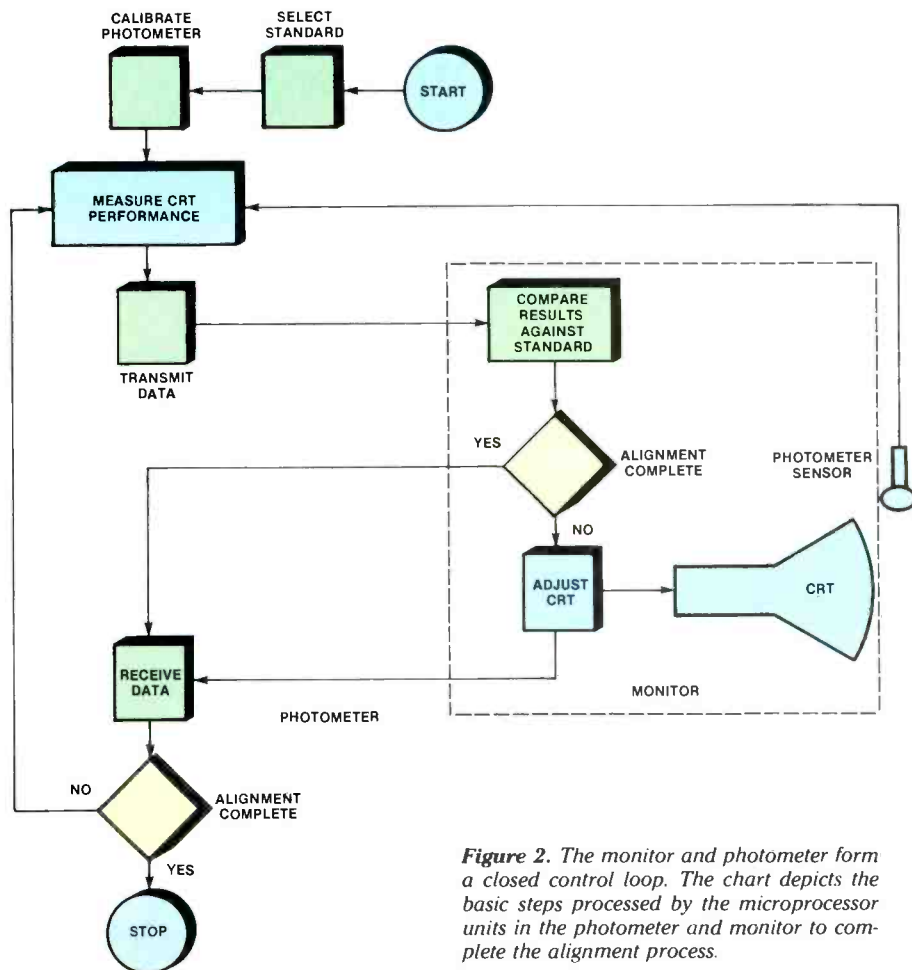 CALIBRATE
PHOTOMETER
SELECT
STANDARD
START
MEASURE CRT
PERFORMANCE
TRANSMIT
DATA
COMPARE
RESULTS
AGAINST
STANDARD
YES
ALIGNMENT
COMPLETE
PHOTOMETER
SENSOR
NO
ADJUST
CRT
CRT
MONITOR
RECEIVE
DATA
PHOTOMETER
NO
ALIGNMENT
COMPLETE
YES
STOP
Figure 2. The monitor and photometer form
a closed control loop. The chart depicts the
basic steps processed by the microprocessor
units in the photometer and monitor to com-
plete the alignment process.